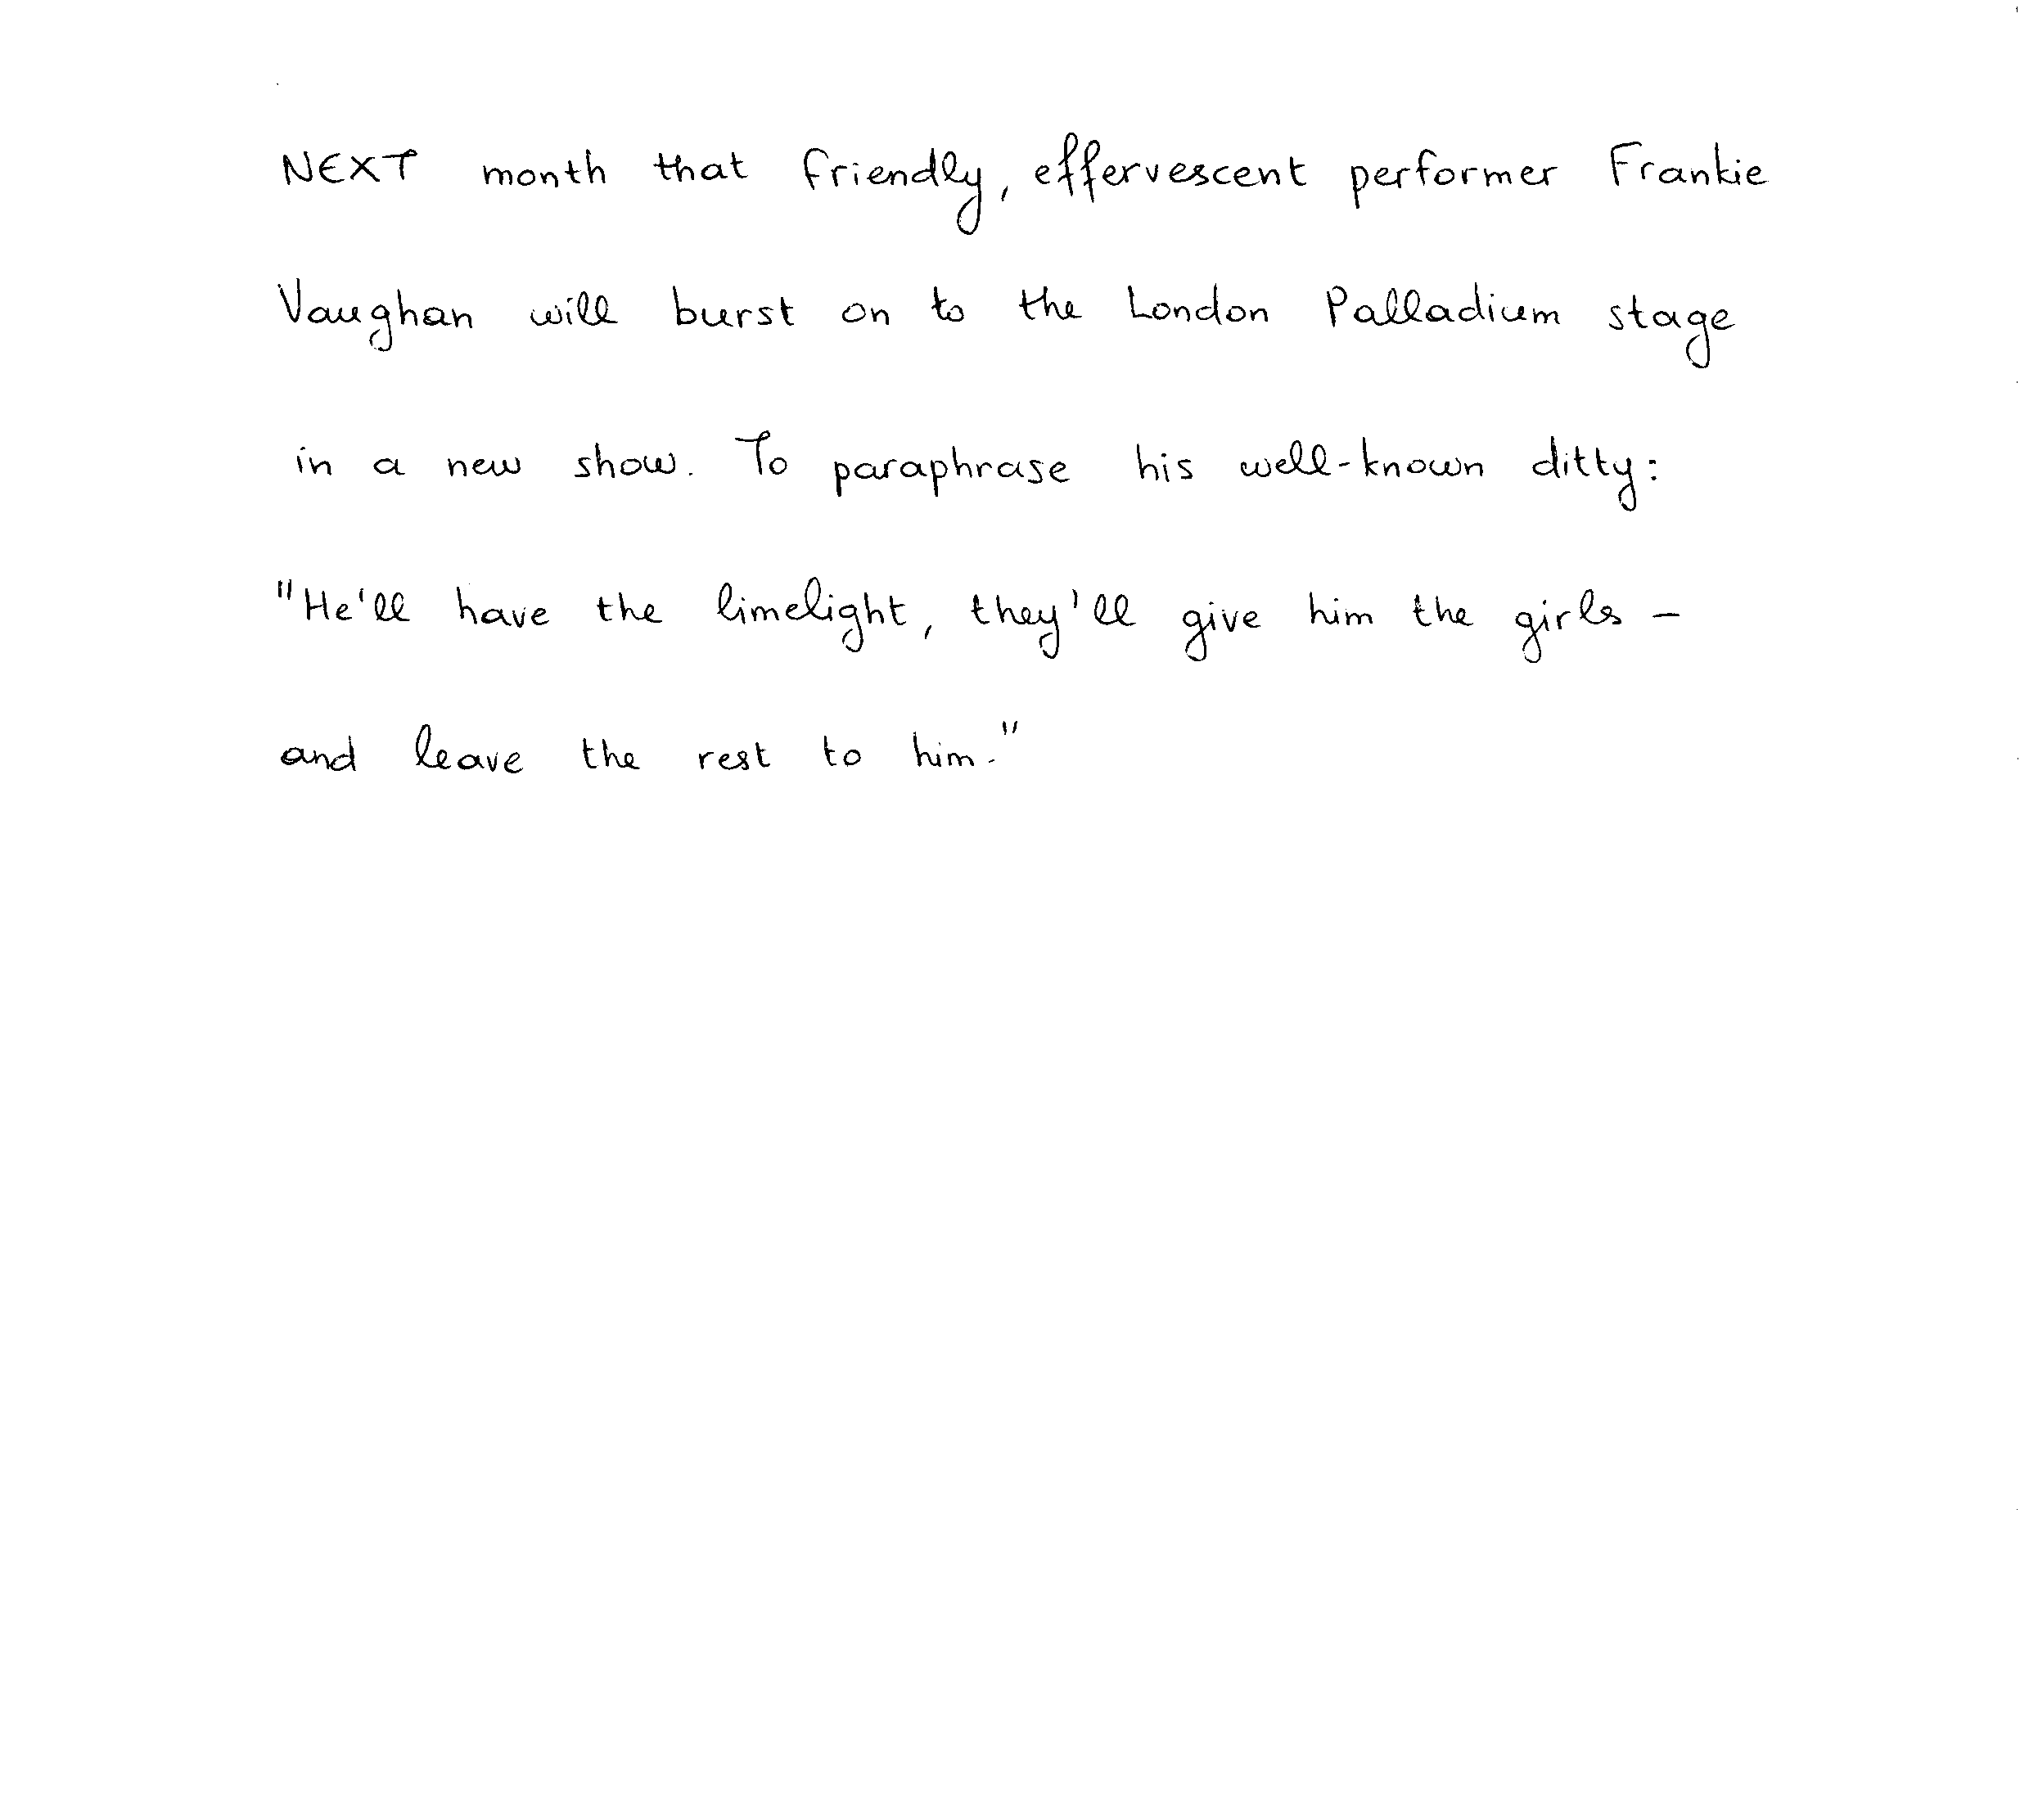 NEXT month that friendly, effervescent performer Frankie
Vaughan will burst on to the London Palladium stage
in a new show. To paraphrase his well-known ditty:
"He'll have the limelight, they'll give him the girls -
and leave the rest to him."